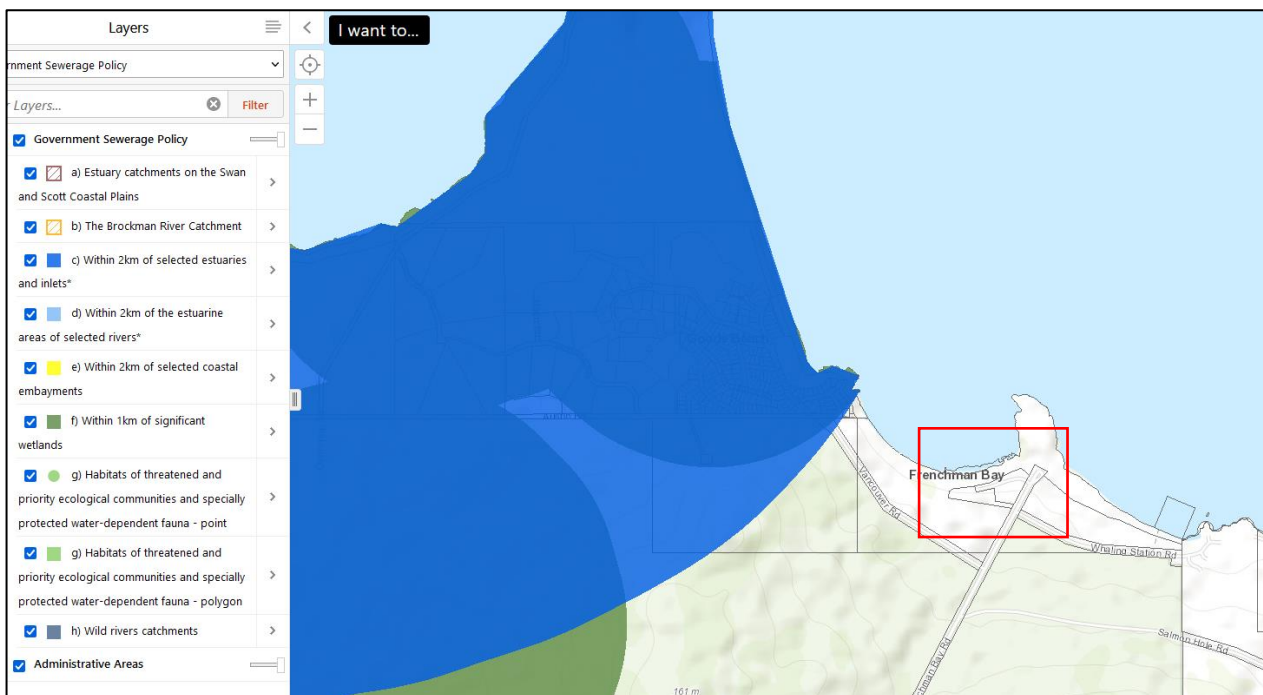 Layers
I want to...
rnment Sewerage Policy
r Layers...
Filter
Government Sewerage Policy
a) Estuary catchments on the Swan
and Scott Coastal Plains
b) The Brockman River Catchment
c) Within 2km of selected estuaries
and inlets*
d) Within 2km of the estuarine
areas of selected rivers*
e) Within 2km of selected coastal
embayments
f) Within 1km of significant
wetlands
g) Habitats of threatened and
priority ecological communities and specially
protected water-dependent fauna - point
g) Habitats of threatened and
priority ecological communities and specially
protected water-dependent fauna - polygon
h) Wild rivers catchments
Administrative Areas
Frenchman Bay
Vancouver Rd
Whaling Station Rd
Salmon Hole Rd
chman Bay Rd
161 m